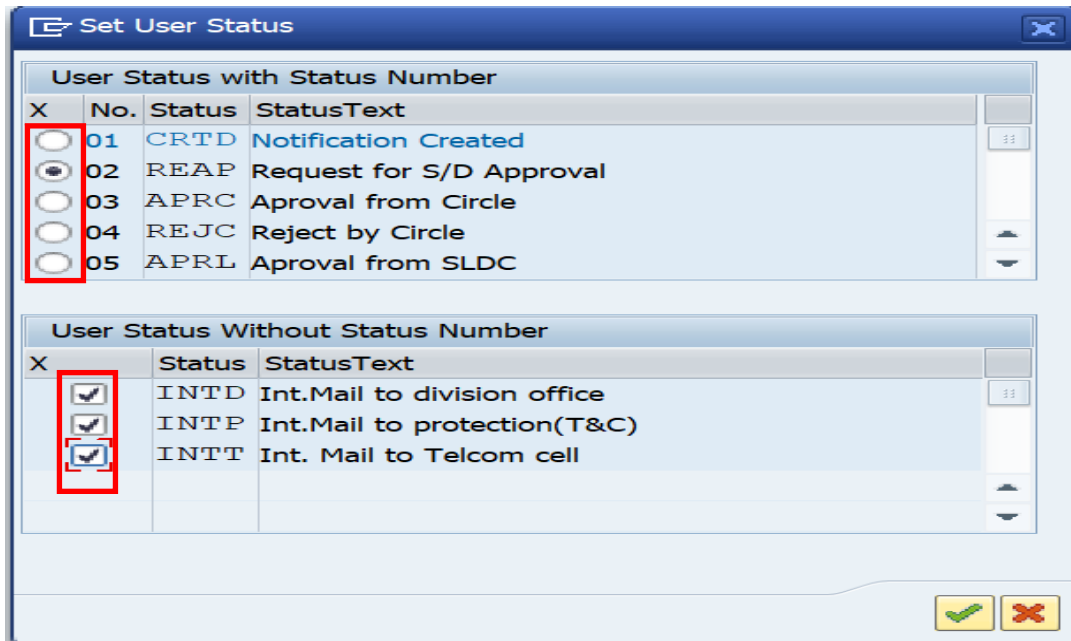 Set User Status
User Status with Status Number
X No. Status StatusText
01 CRTD Notification Created
02 REAP Request for S/D Approval
03 APRC Aproval from Circle
04 REJC Reject by Circle
05 APRL Aproval from SLDC
User Status Without Status Number
X Status StatusText
INTD Int.Mail to division office
INTP Int.Mail to protection(T&C)
INTT Int. Mail to Telcom cell